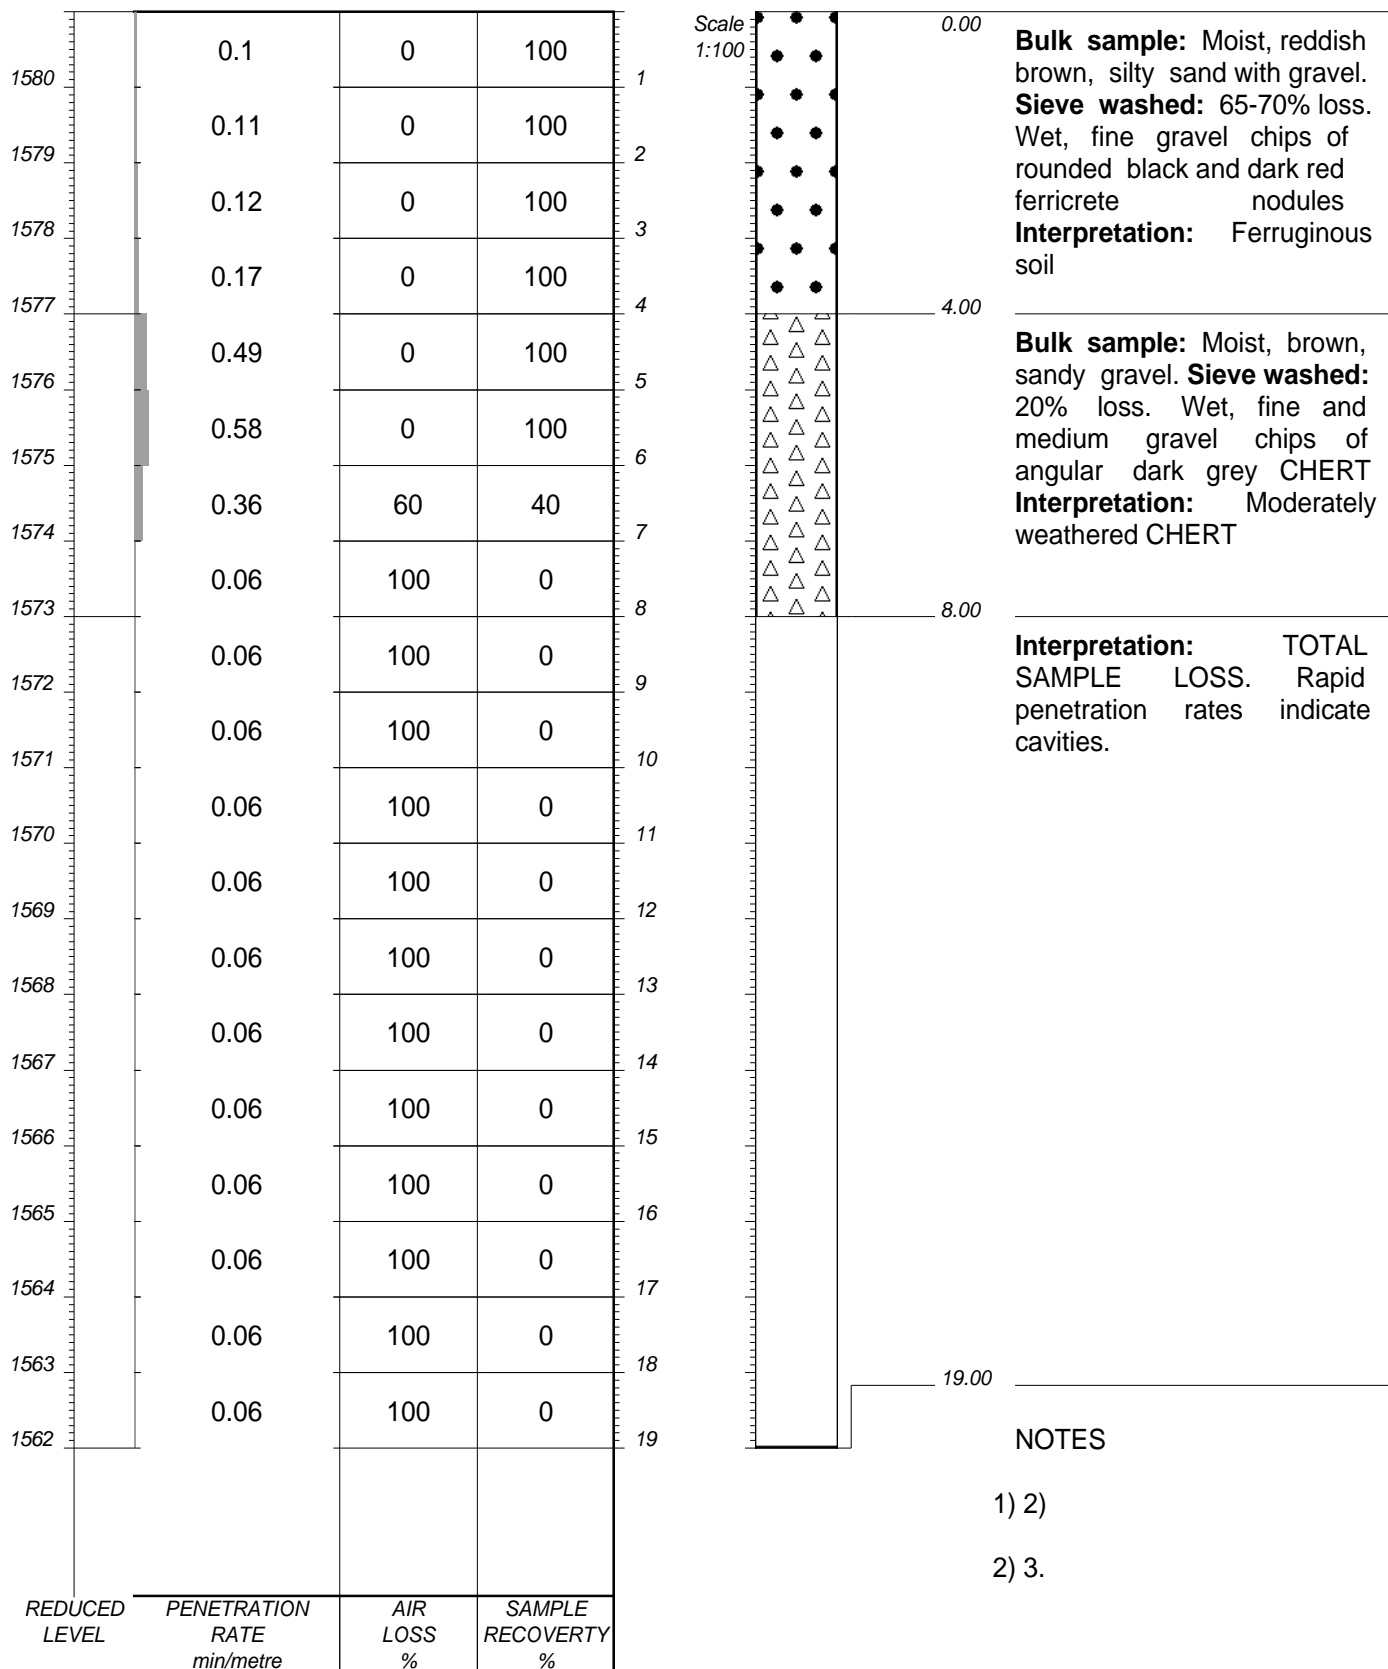 Scale
1:100
0.00
Bulk sample: Moist, reddish
brown, silty sand with gravel.
Sieve washed: 65-70% loss.
Wet, fine gravel chips of
rounded black and dark red
ferricrete nodules
Interpretation: Ferruginous
soil
4.00
Bulk sample: Moist, brown,
sandy gravel. Sieve washed:
20% loss. Wet, fine and
medium gravel chips of
angular dark grey CHERT
Interpretation: Moderately
weathered CHERT
8.00
Interpretation: TOTAL
SAMPLE LOSS. Rapid
penetration rates indicate
cavities.
19.00
NOTES
1) 2)
2) 3.
0.1 0 100
1580 1
0.11 0 100
1579 2
0.12 0 100
1578 3
0.17 0 100
1577 4
0.49 0 100
1576 5
0.58 0 100
1575 6
0.36 60 40
1574 7
0.06 100 0
1573 8
0.06 100 0
1572 9
0.06 100 0
1571 10
0.06 100 0
1570 11
0.06 100 0
1569 12
0.06 100 0
1568 13
0.06 100 0
1567 14
0.06 100 0
1566 15
0.06 100 0
1565 16
0.06 100 0
1564 17
0.06 100 0
1563 18
0.06 100 0
1562 19
REDUCED
LEVEL
PENETRATION
RATE
min/metre
AIR
LOSS
%
SAMPLE
RECOVERTY
%